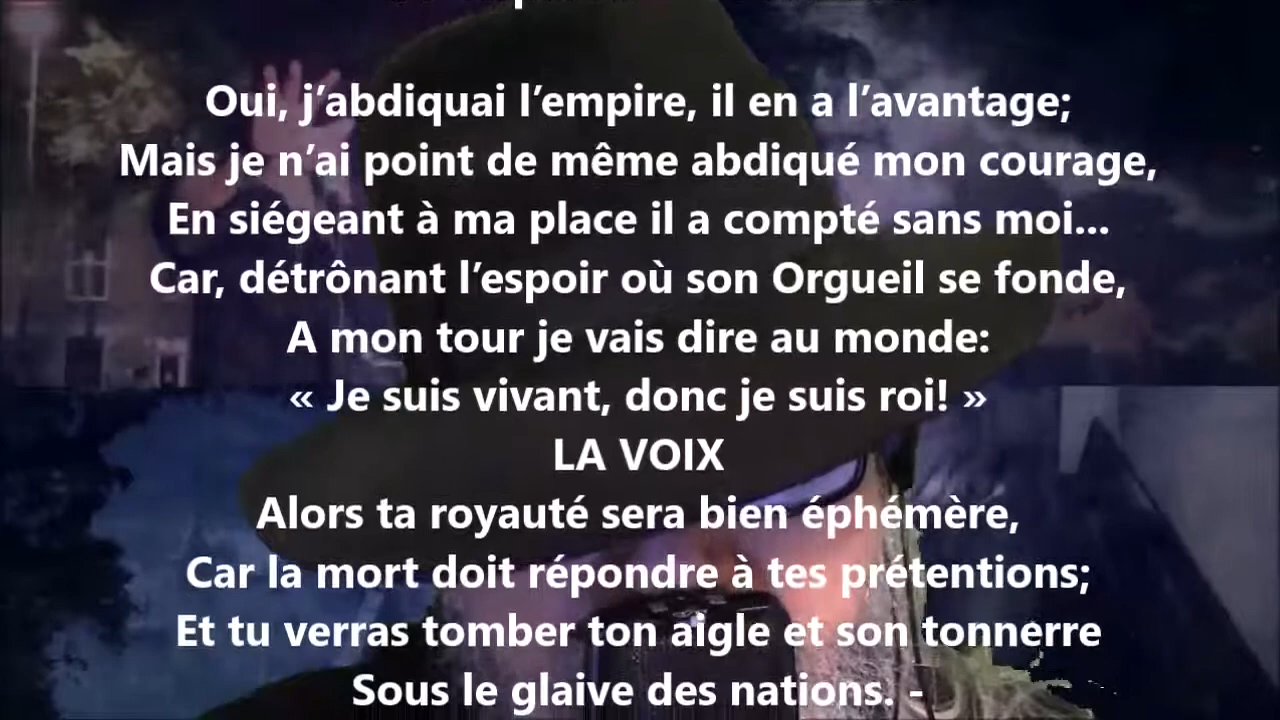 Oui, j’abdiquai l’empire, il en a l’avantage;
Mais je n’ai point de même abdiqué mon courage,
En siégeant à ma place il a compté sans moi...
Car, détrônant l’espoir où son Orgueil se fonde,
A mon tour je vais dire au monde:
« Je suis vivant, donc je suis roi! »
LA VOIX
Alors ta royauté sera bien éphémère,
Car la mort doit répondre à tes prétentions;
Et tu verras tomber ton aigle et son tonnerre
Sous le glaive des nations. -